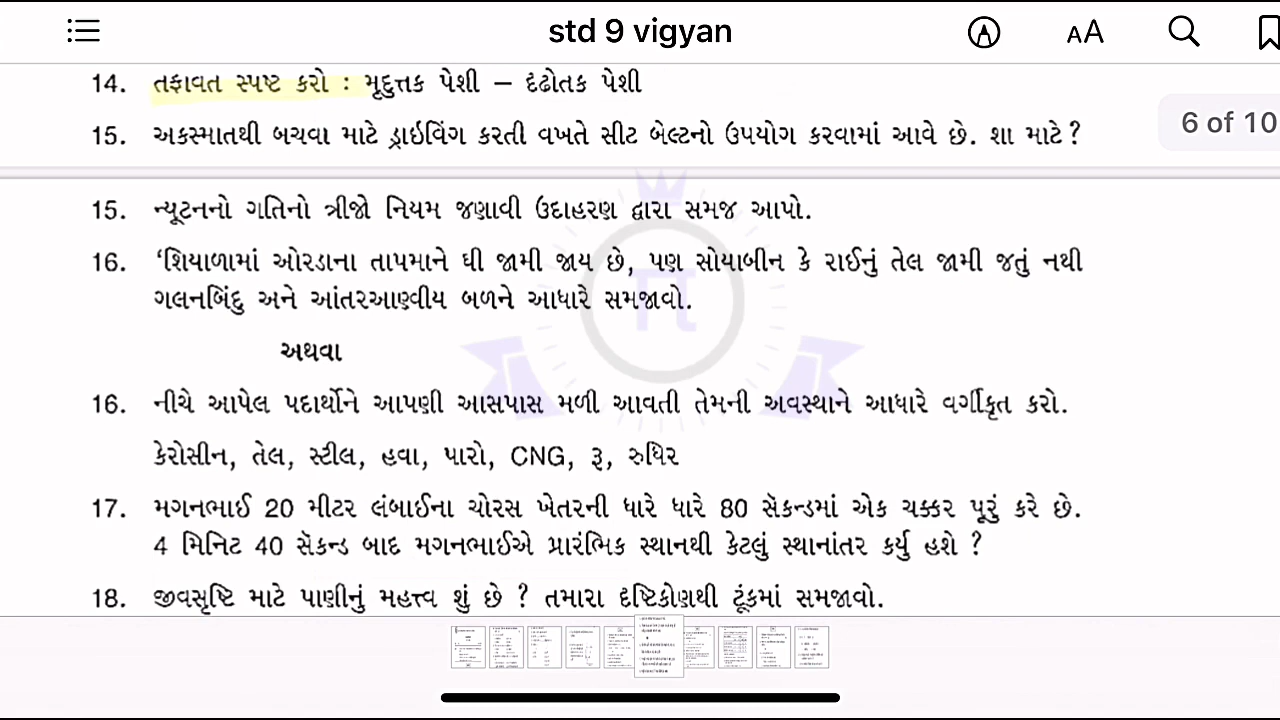 std 9 vigyan
AA
14. તફાવત સ્પષ્ટ કરો : મૃદુત્તક પેશી – દઢોતક પેશી
6 of 10
15. અકસ્માતથી બચવા માટે ડ્રાઇવિંગ કરતી વખતે સીટ બેલ્ટનો ઉપયોગ કરવામાં આવે છે. શા માટે ?
15. ન્યૂટનનો ગતિનો ત્રીજો નિયમ જણાવી ઉદાહરણ દ્વારા સમજ આપો.
16. ‘શિયાળામાં ઓરડાના તાપમાને ઘી જામી જાય છે, પણ સોયાબીન કે રાઈનું તેલ જામી જતું નથી
ગલનબિંદુ અને આંતરઆણ્વીય બળને આધારે સમજાવો.
અથવા
16. નીચે આપેલ પદાર્થોને આપણી આસપાસ મળી આવતી તેમની અવસ્થાને આધારે વર્ગીકૃત કરો.
કેરોસીન, તેલ, સ્ટીલ, હવા, પારો, CNG, રૂ, રુધિર
17. મગનભાઈ 20 મીટર લંબાઈના ચોરસ ખેતરની ધારે ધારે 80 સૅકન્ડમાં એક ચક્કર પૂરું કરે છે.
4 મિનિટ 40 સૅકન્ડ બાદ મગનભાઈએ પ્રારંભિક સ્થાનથી કેટલું સ્થાનાંતર કર્યુ હશે ?
18. જીવસૃષ્ટિ માટે પાણીનું મહત્ત્વ શું છે ? તમારા દષ્ટિકોણથી ટૂંકમાં સમજાવો.